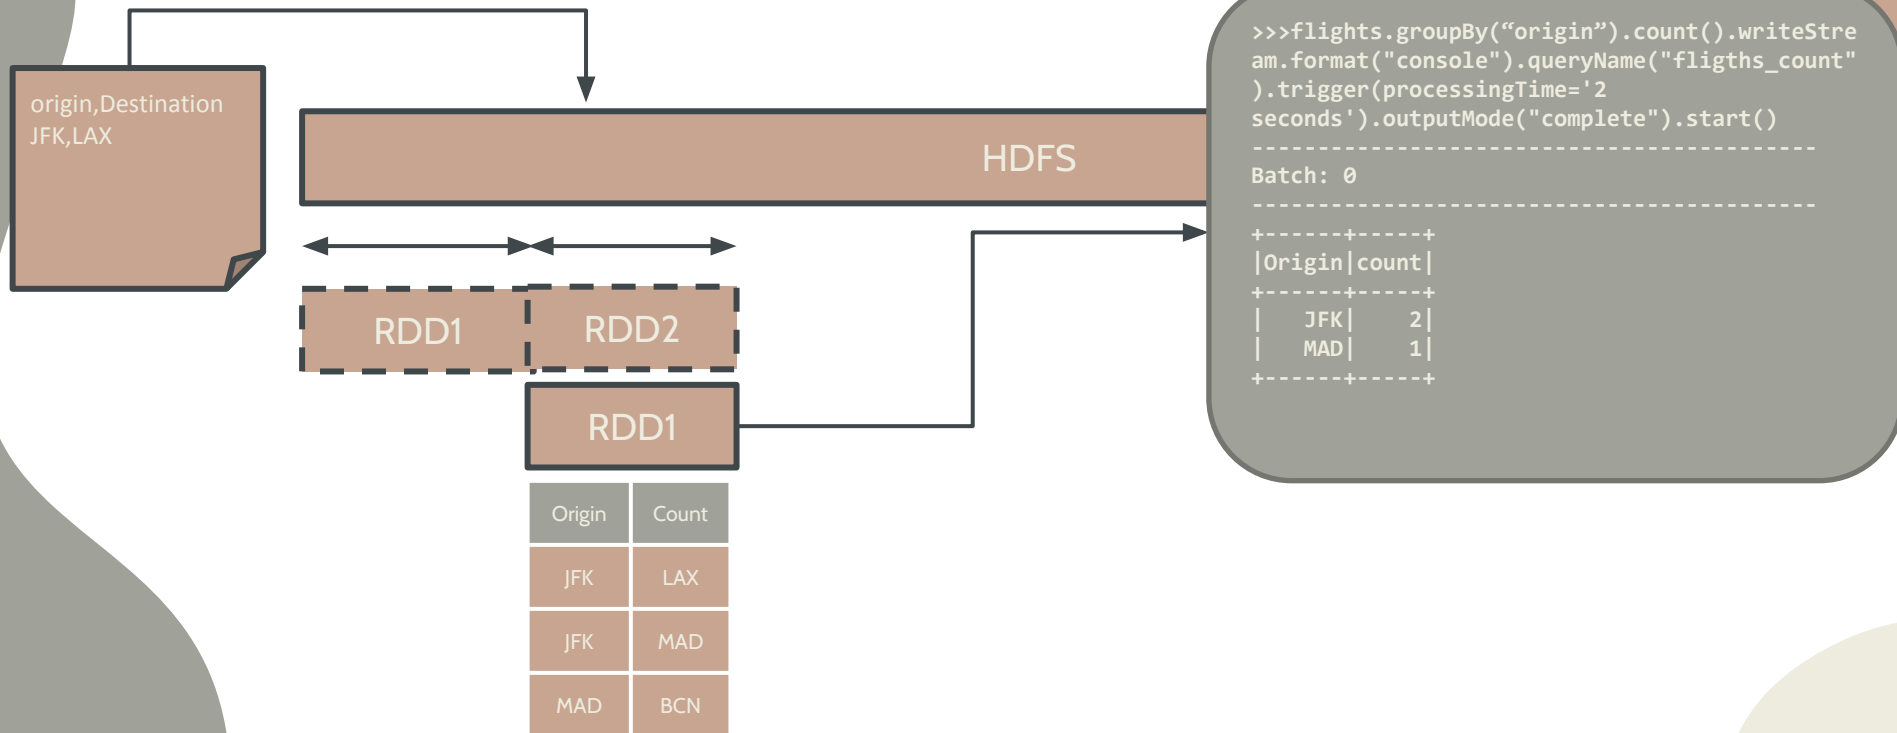 origin,Destination
JFK,LAX
HDFS
RDD1
RDD2
RDD1
Origin Count
JFK LAX
JFK MAD
MAD BCN
>>>flights.groupBy(“origin”).count().writeStre
am.format("console").queryName("fligths_count"
).trigger(processingTime='2
seconds').outputMode("complete").start()
-------------------------------------------
Batch: 0
-------------------------------------------
+------+-----+
|Origin|count|
+------+-----+
|   JFK|    2|
|   MAD|    1|
+------+-----+